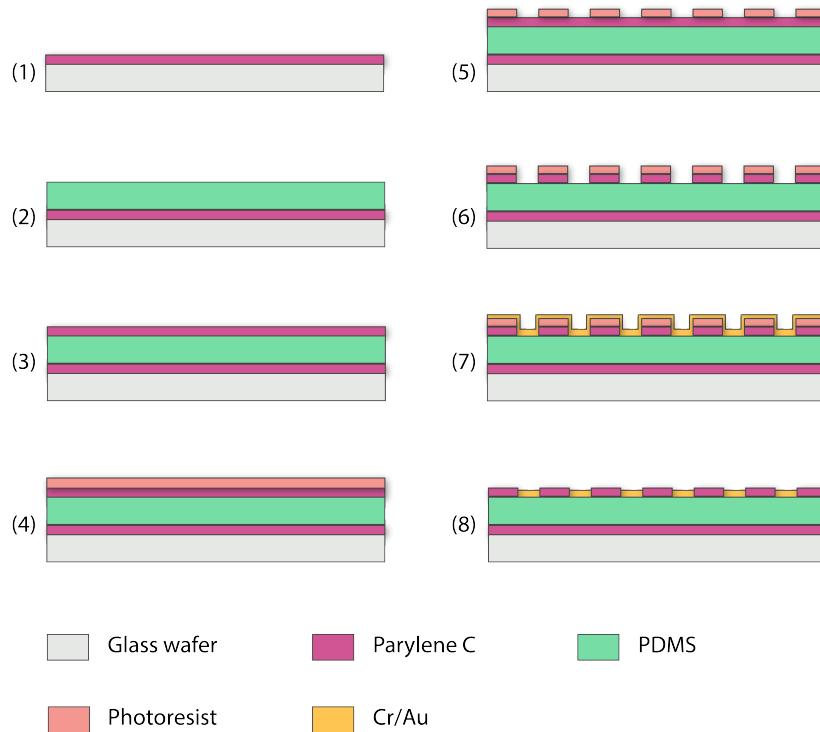 (1)
(2)
(3)
(4)
(5)
(6)
(7)
(8)
Glass wafer
Parylene C
PDMS
Photoresist
Cr/Au